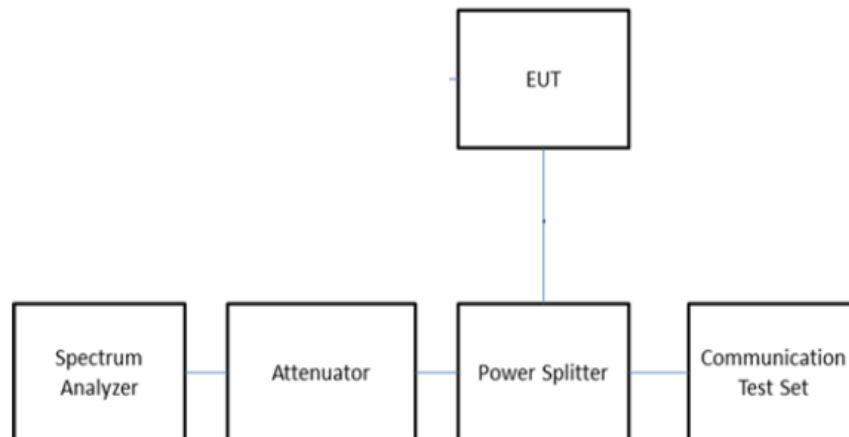 EUT
Spectrum
Analyzer
Attenuator
Power Splitter
Communication
Test Set